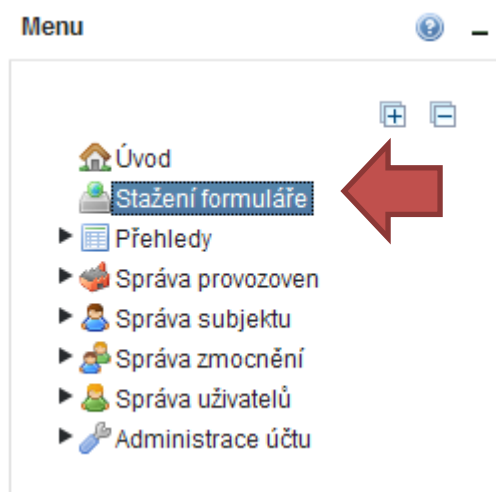 Menu
Úvod
Stažení formuláře
Přehledy
Správa provozoven
Správa subjektu
Správa zmocnění
Správa uživatelů
Administrace účtu